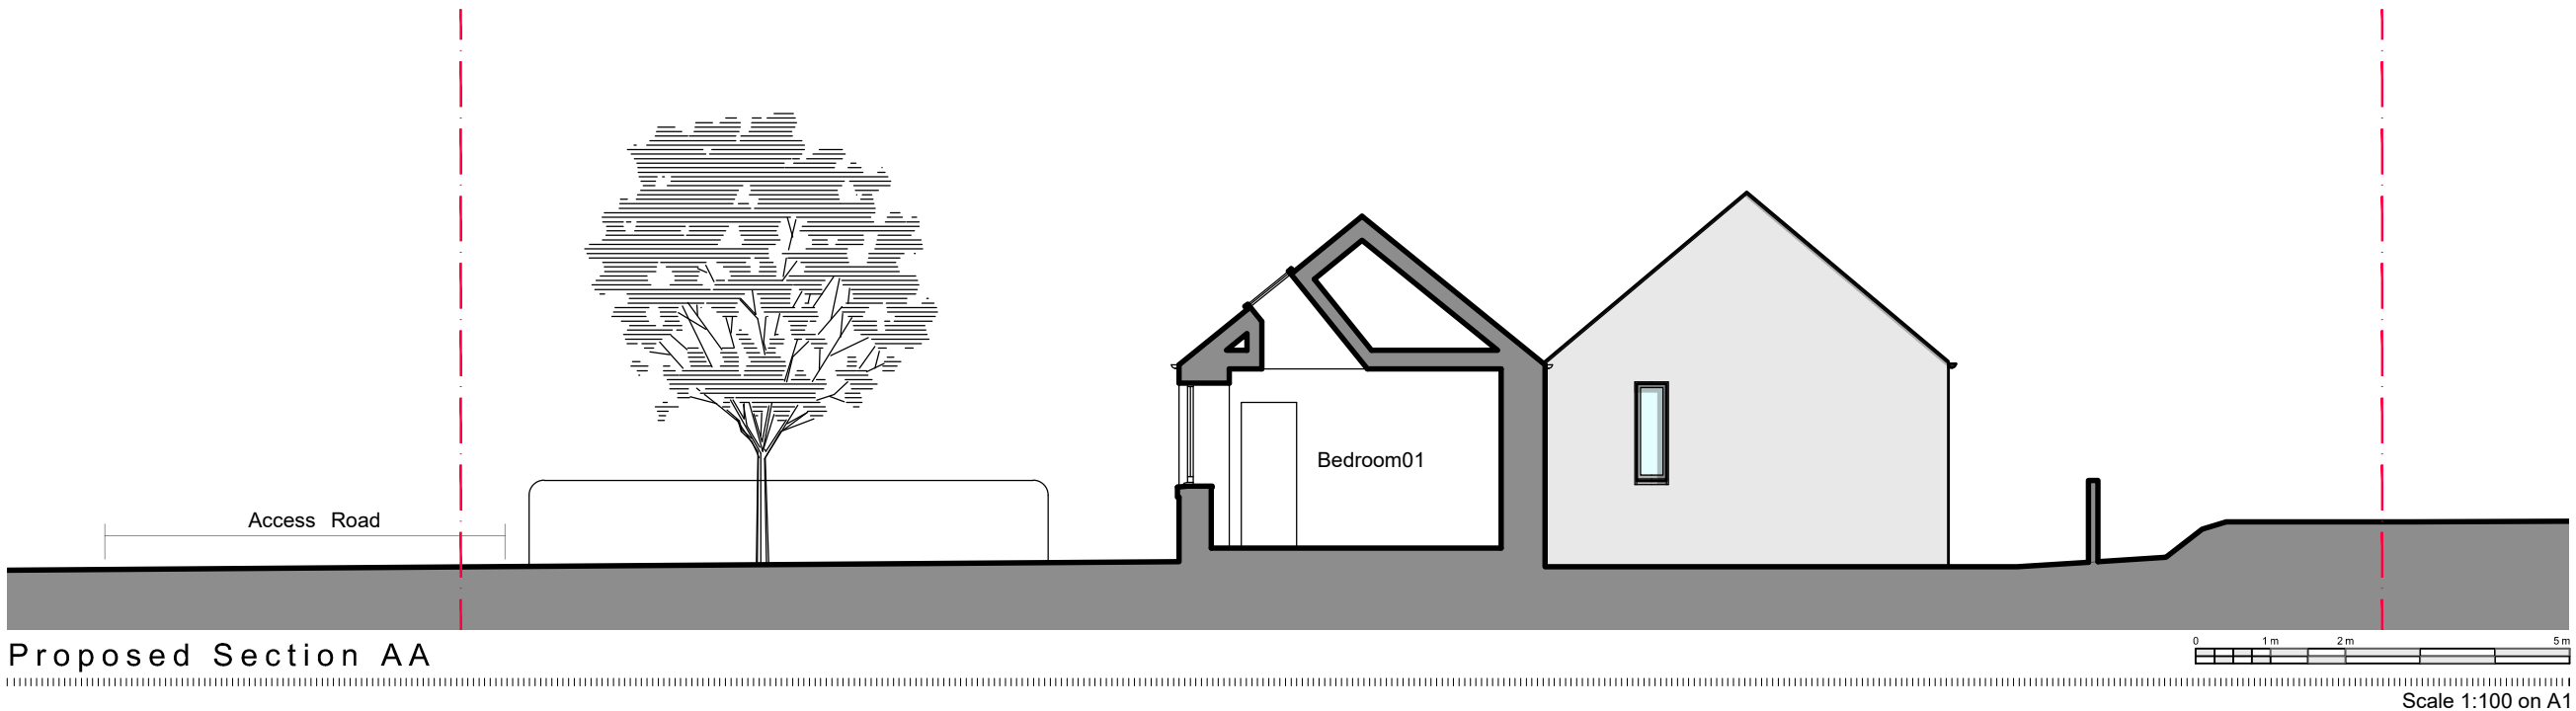 Bedroom01
Access Road
Proposed Section AA
0 1 m 2 m 5 m
Scale 1:100 on A1